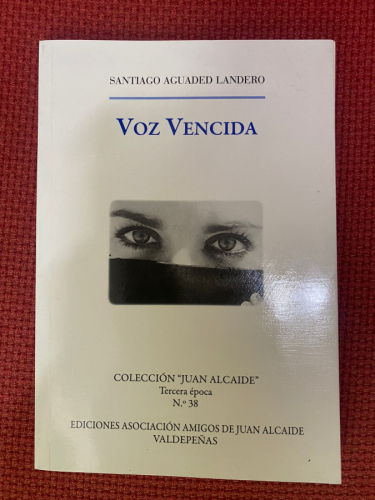 SANTIAGO AGUADED LANDERO
VOZ VENCIDA
COLECCIÓN "JUAN ALCAIDE"
Tercera época
N.º 38
EDICIONES ASOCIACIÓN AMIGOS DE JUAN ALCAIDE
VALDEPEÑAS